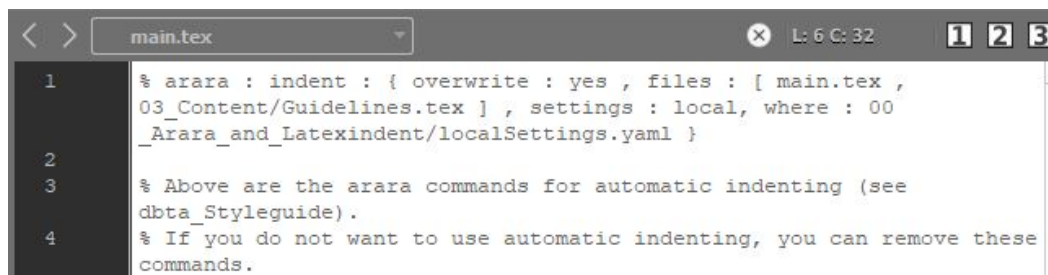 main.tex
L: 6 C: 32
1 2 3
1 % arara : indent : { overwrite : yes , files : [ main.tex ,
03_Content/Guidelines.tex ] , settings : local, where : 00
_Arara_and_Latexindent/localSettings.yaml }
2
3 % Above are the arara commands for automatic indenting (see
dbta_Styleguide).
4 % If you do not want to use automatic indenting, you can remove these
commands.